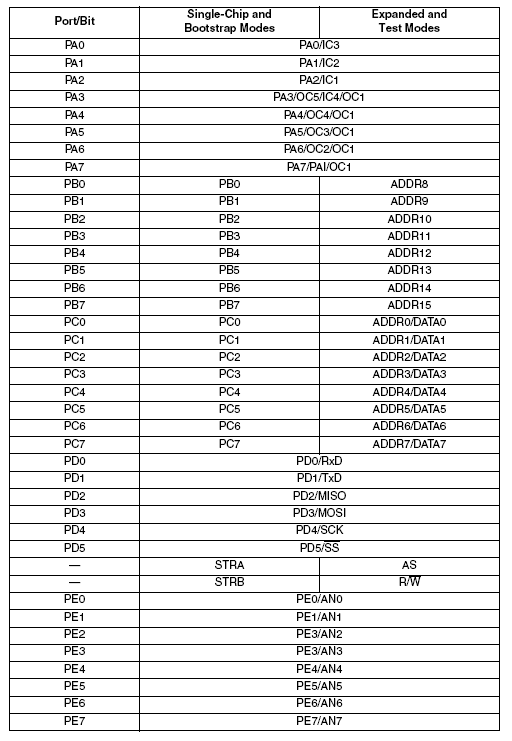 Port/Bit Single-Chip and Bootstrap Modes Expanded and Test Modes
PA0 PA0/IC3
PA1 PA1/IC2
PA2 PA2/IC1
PA3 PA3/OC5/IC4/OC1
PA4 PA4/OC4/OC1
PA5 PA5/OC3/OC1
PA6 PA6/OC2/OC1
PA7 PA7/PAI/OC1
PB0 PB0 ADDR8
PB1 PB1 ADDR9
PB2 PB2 ADDR10
PB3 PB3 ADDR11
PB4 PB4 ADDR12
PB5 PB5 ADDR13
PB6 PB6 ADDR14
PB7 PB7 ADDR15
PC0 PC0 ADDR0/DATA0
PC1 PC1 ADDR1/DATA1
PC2 PC2 ADDR2/DATA2
PC3 PC3 ADDR3/DATA3
PC4 PC4 ADDR4/DATA4
PC5 PC5 ADDR5/DATA5
PC6 PC6 ADDR6/DATA6
PC7 PC7 ADDR7/DATA7
PD0 PD0/RxD
PD1 PD1/TxD
PD2 PD2/MISO
PD3 PD3/MOSI
PD4 PD4/SCK
PD5 PD5/S̅S̅
— STRA AS
— STRB R/W̅
PE0 PE0/AN0
PE1 PE1/AN1
PE2 PE3/AN2
PE3 PE3/AN3
PE4 PE4/AN4
PE5 PE5/AN5
PE6 PE6/AN6
PE7 PE7/AN7